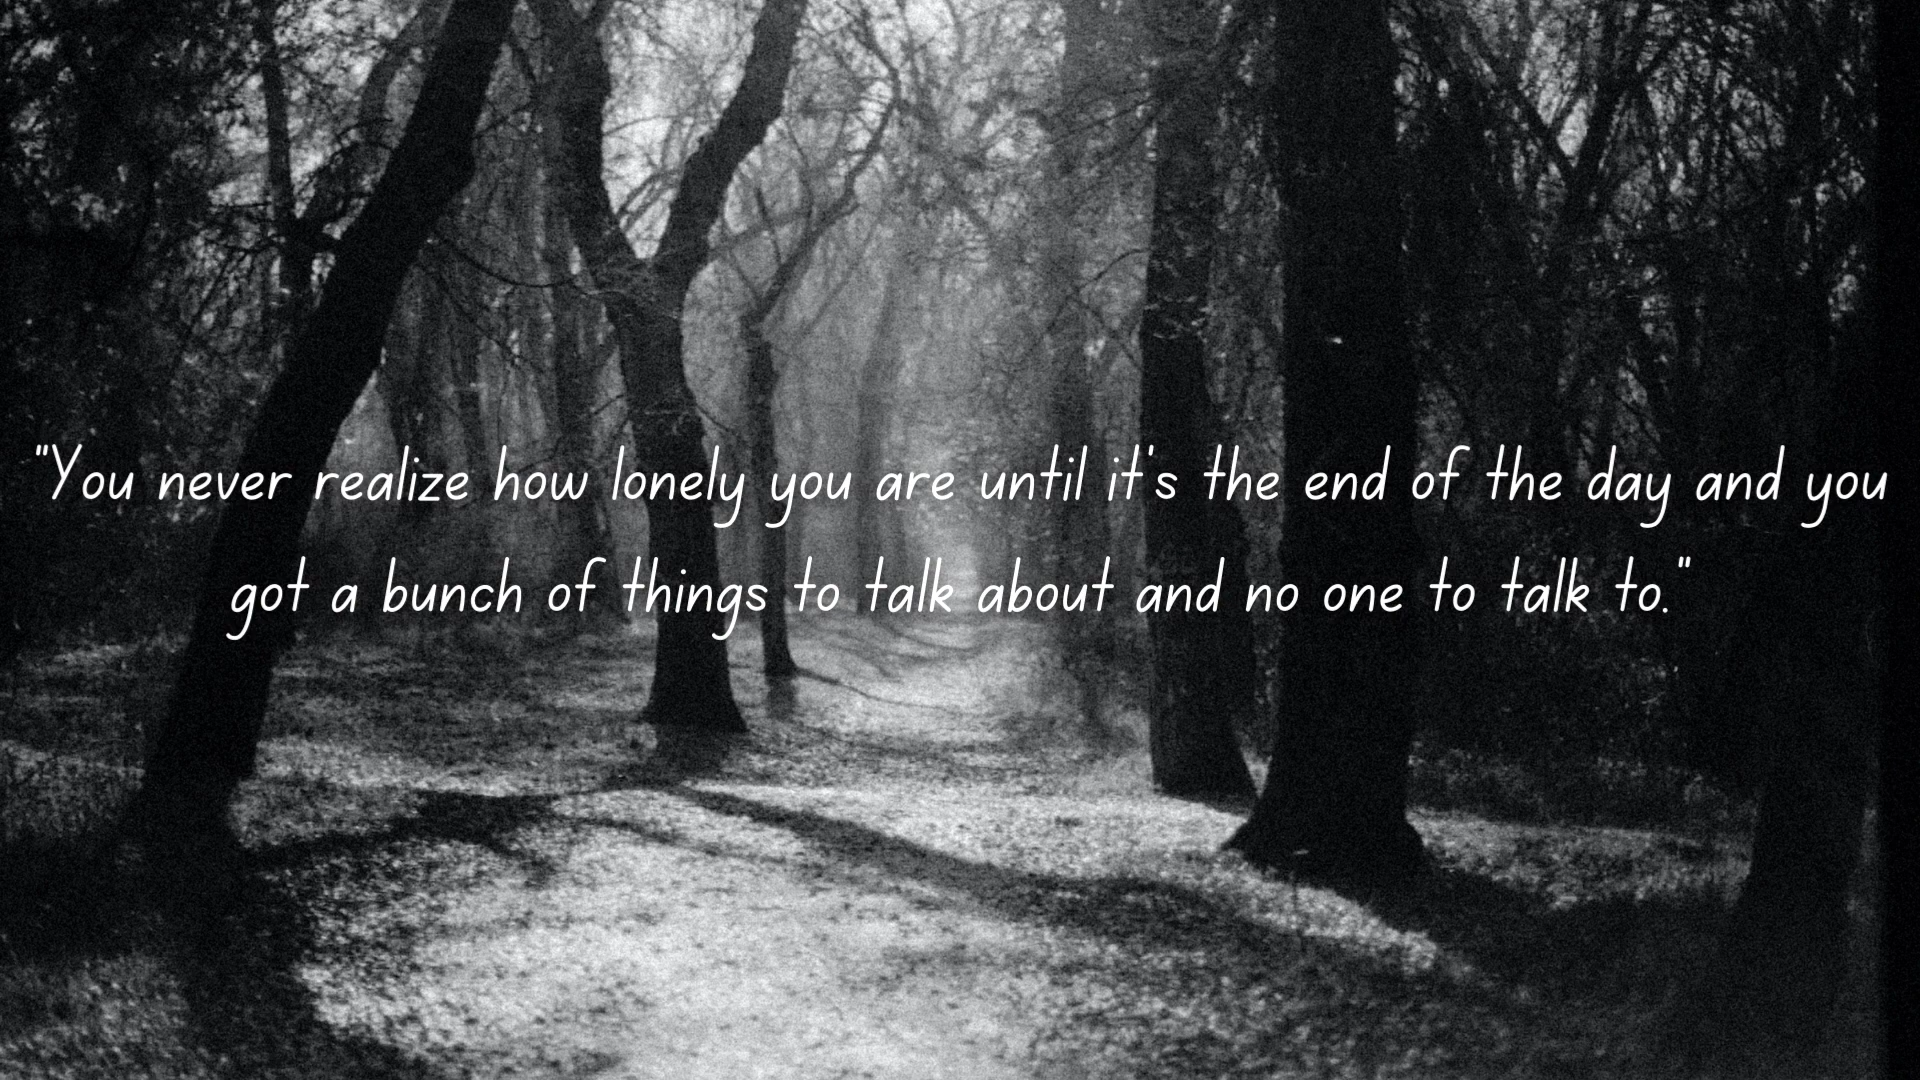 "You never realize how lonely you are until it's the end of the day and you
got a bunch of things to talk about and no one to talk to."